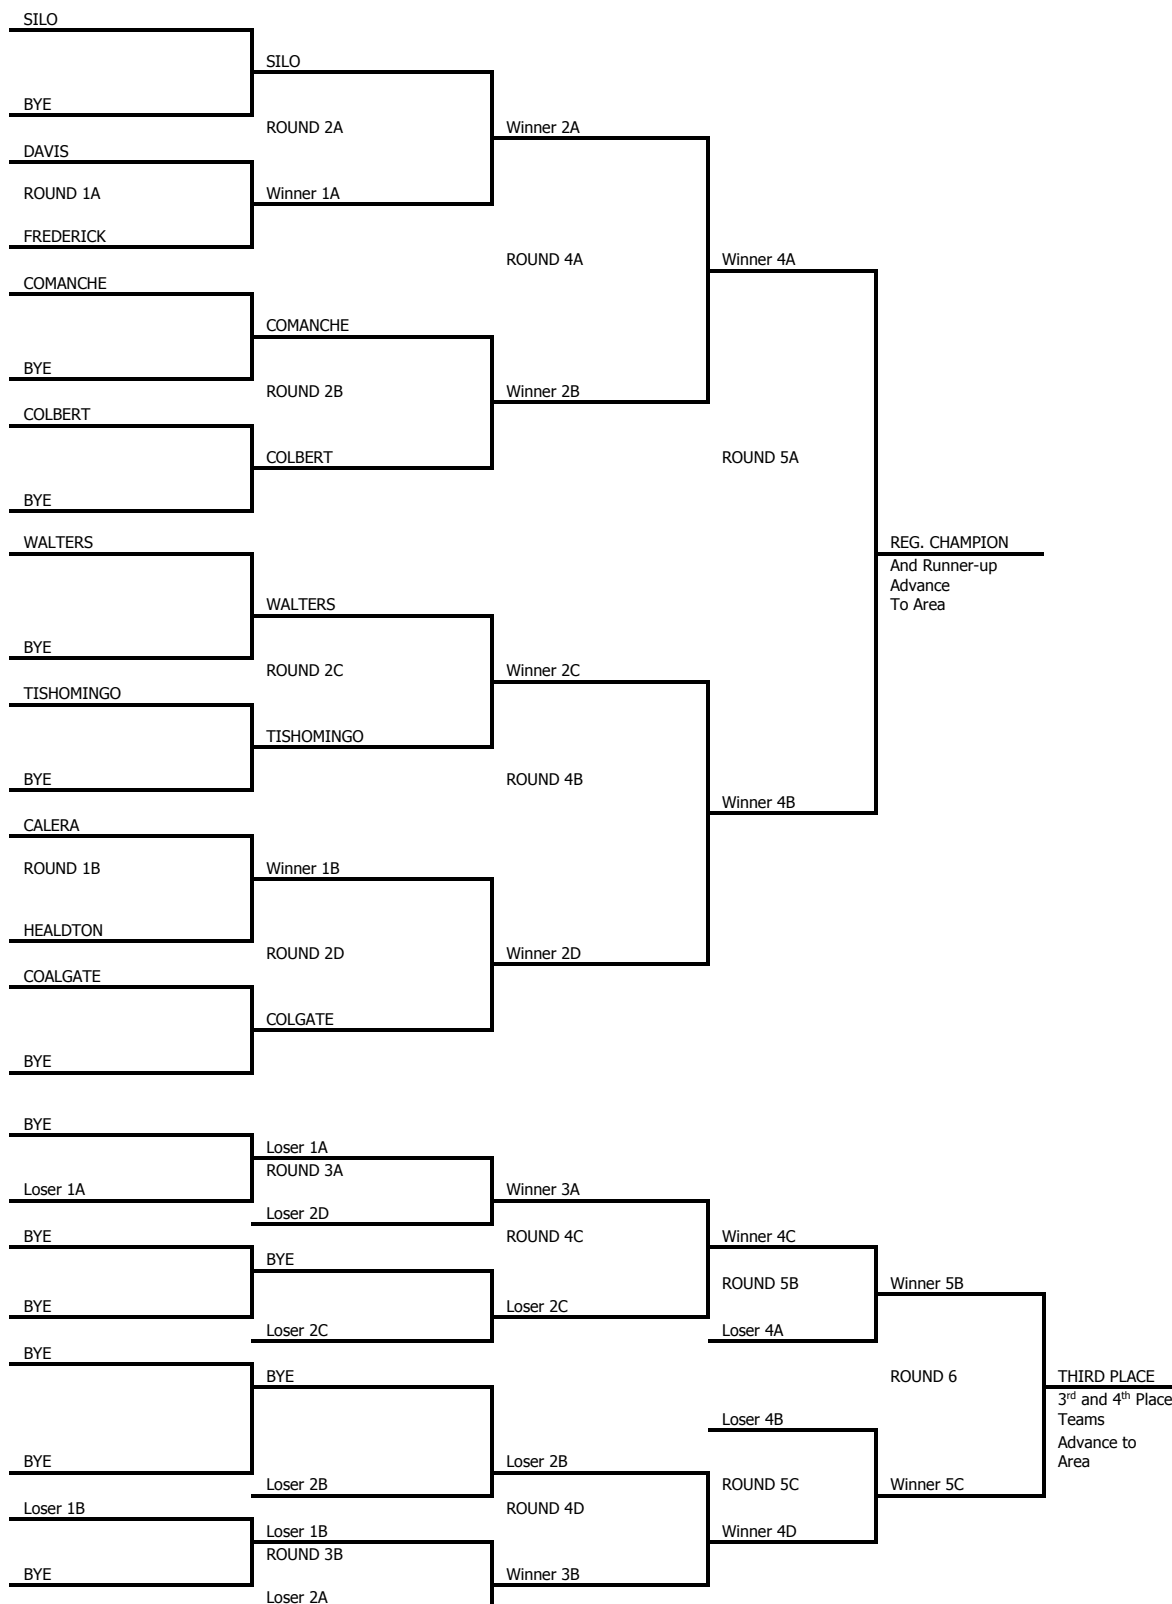 SILO
SILO
BYE
ROUND 2A
Winner 2A
DAVIS
ROUND 1A
Winner 1A
FREDERICK
ROUND 4A
Winner 4A
COMANCHE
COMANCHE
BYE
ROUND 2B
Winner 2B
COLBERT
COLBERT
ROUND 5A
BYE
WALTERS
REG. CHAMPION
And Runner-up
Advance
To Area
WALTERS
BYE
ROUND 2C
Winner 2C
TISHOMINGO
TISHOMINGO
BYE
ROUND 4B
Winner 4B
CALERA
ROUND 1B
Winner 1B
HEALDTON
ROUND 2D
Winner 2D
COALGATE
COLGATE
BYE
BYE
Loser 1A
ROUND 3A
Loser 1A
Winner 3A
Loser 2D
BYE
ROUND 4C
Winner 4C
BYE
ROUND 5B
Winner 5B
BYE
Loser 2C
Loser 2C
Loser 4A
BYE
BYE
ROUND 6
THIRD PLACE
3rd and 4th Place
Teams
Advance to
Area
Loser 4B
BYE
Loser 2B
Loser 2B
ROUND 5C
Winner 5C
Loser 1B
ROUND 4D
Loser 1B
Winner 4D
ROUND 3B
BYE
Winner 3B
Loser 2A